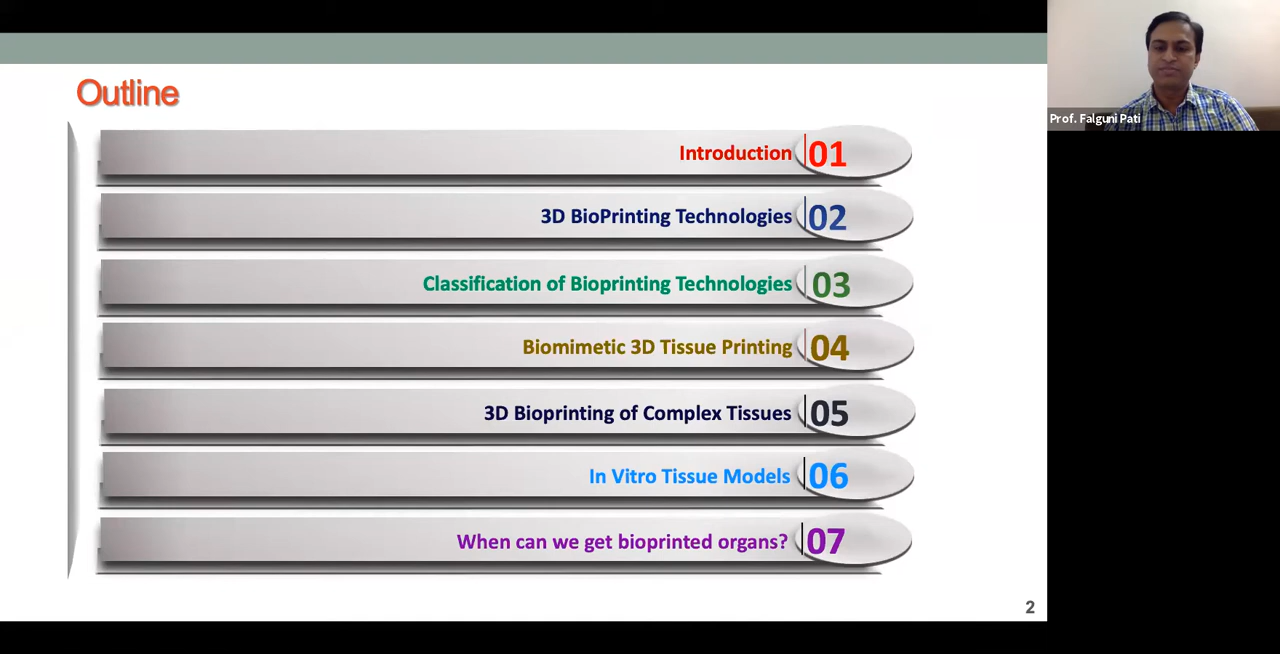 Outline
Prof. Falguni Pati
Introduction 01
3D BioPrinting Technologies 02
Classification of Bioprinting Technologies 03
Biomimetic 3D Tissue Printing 04
3D Bioprinting of Complex Tissues 05
In Vitro Tissue Models 06
When can we get bioprinted organs? 07
2